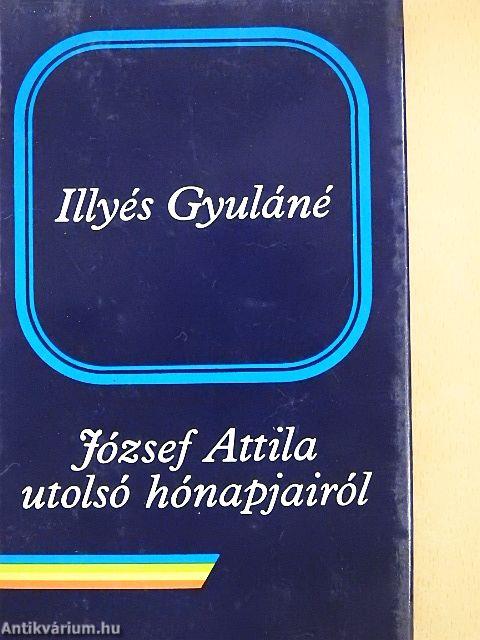 Illyés Gyuláné
József Attila
utolsó hónapjairól
Antikvárium.hu